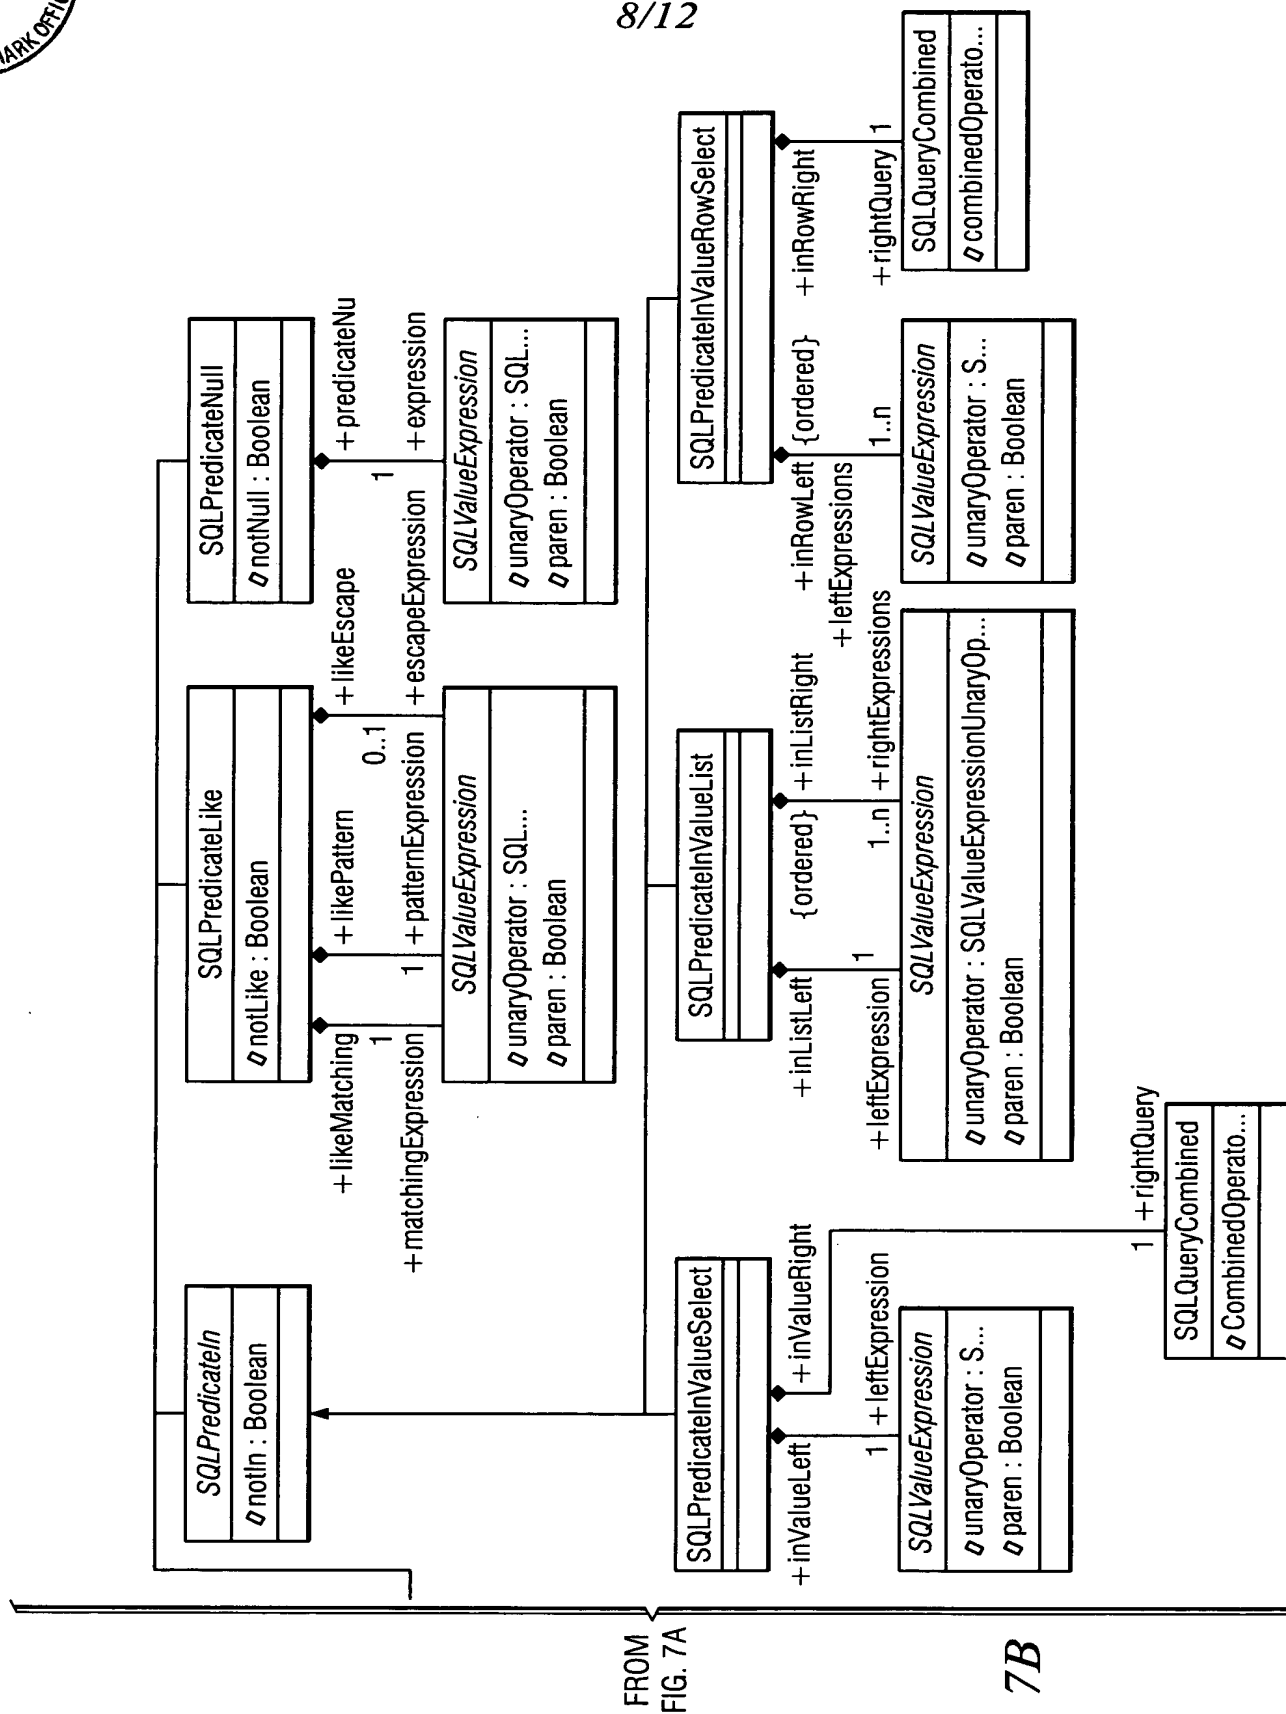 8/12
MARK OFFIC
SQLPredicateIn
notIn : Boolean
SQLPredicateLike
notLike : Boolean
SQLPredicateNull
notNull : Boolean
+likeMatching
1
+matchingExpression
+likePattern
1
+patternExpression
+likeEscape
0..1
+escapeExpression
+predicateNu
1
+expression
SQLValueExpression
unaryOperator : SQL...
paren : Boolean
SQLValueExpression
unaryOperator : SQL...
paren : Boolean
SQLPredicateInValueSelect
SQLPredicateInValueList
SQLPredicateInValueRowSelect
+inValueLeft
1
+leftExpression
+inValueRight
1
+rightQuery
+inListLeft
+leftExpression
1
{ordered}
+inListRight
1..n
+rightExpressions
+inRowLeft
{ordered}
+leftExpressions
1..n
+inRowRight
+rightQuery
1
SQLValueExpression
unaryOperator : S...
paren : Boolean
SQLValueExpression
unaryOperator : SQLValueExpressionUnaryOp...
paren : Boolean
SQLValueExpression
unaryOperator : S...
paren : Boolean
SQLQueryCombined
combinedOperato...
SQLQueryCombined
CombinedOperato...
FROM
FIG. 7A
7B